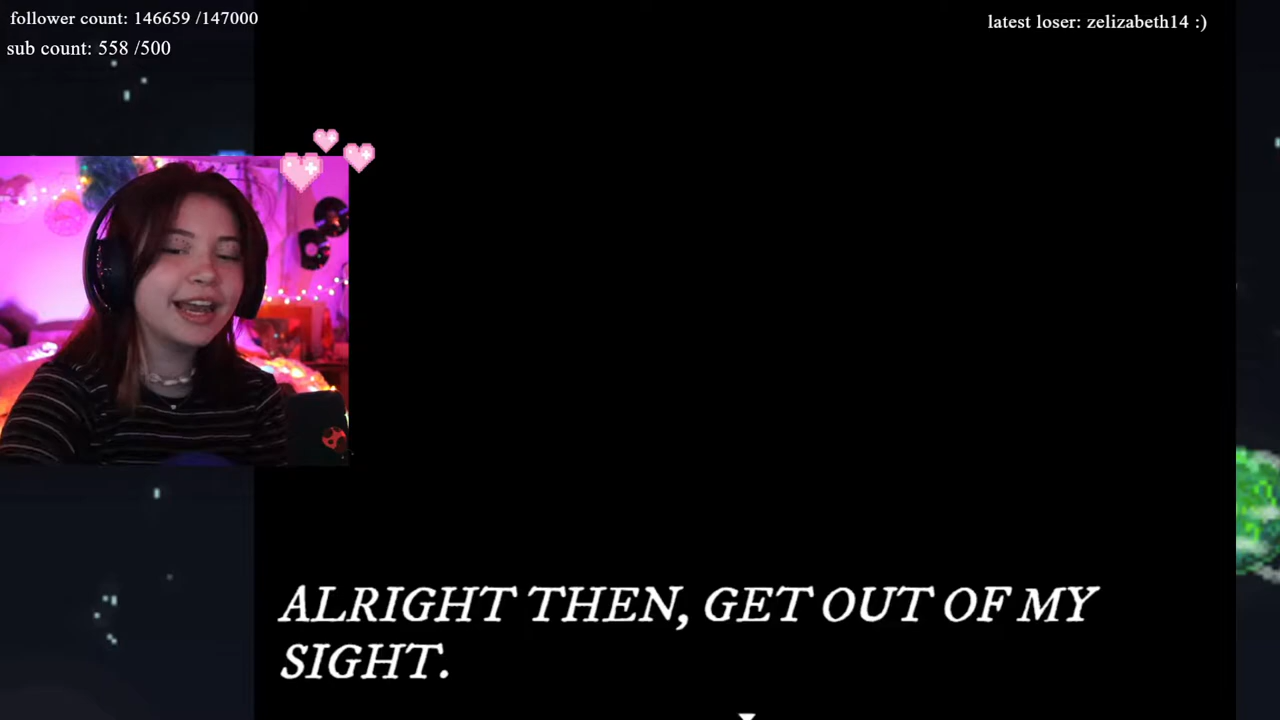 follower count: 146659 /147000
sub count: 558 /500
latest loser: zelizabeth14 :)
ALRIGHT THEN, GET OUT OF MY
SIGHT.